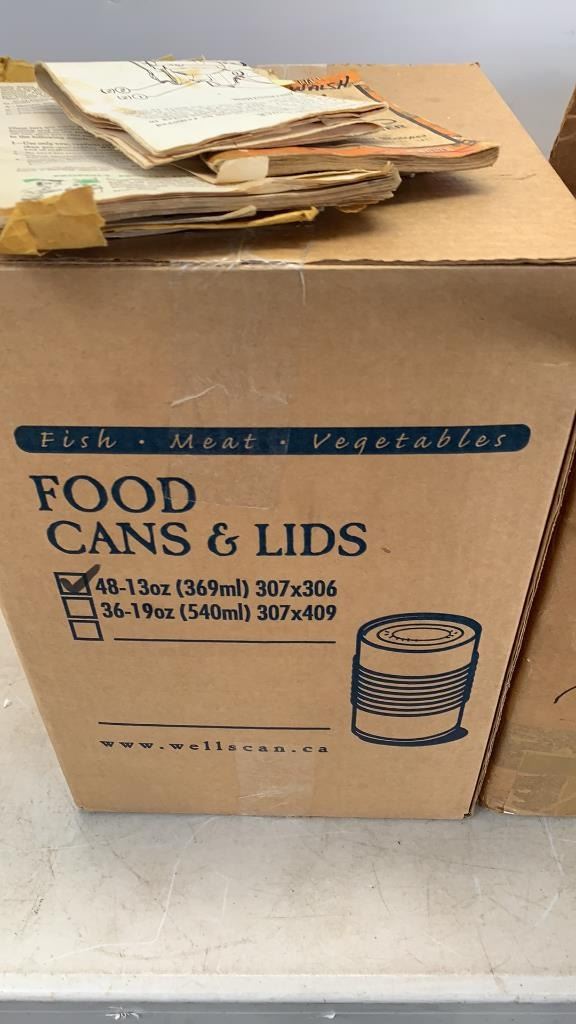 Fish · Meat · Vegetables
FOOD
CANS & LIDS
48-13oz (369ml) 307x306
36-19oz (540ml) 307x409
www.wellscan.ca